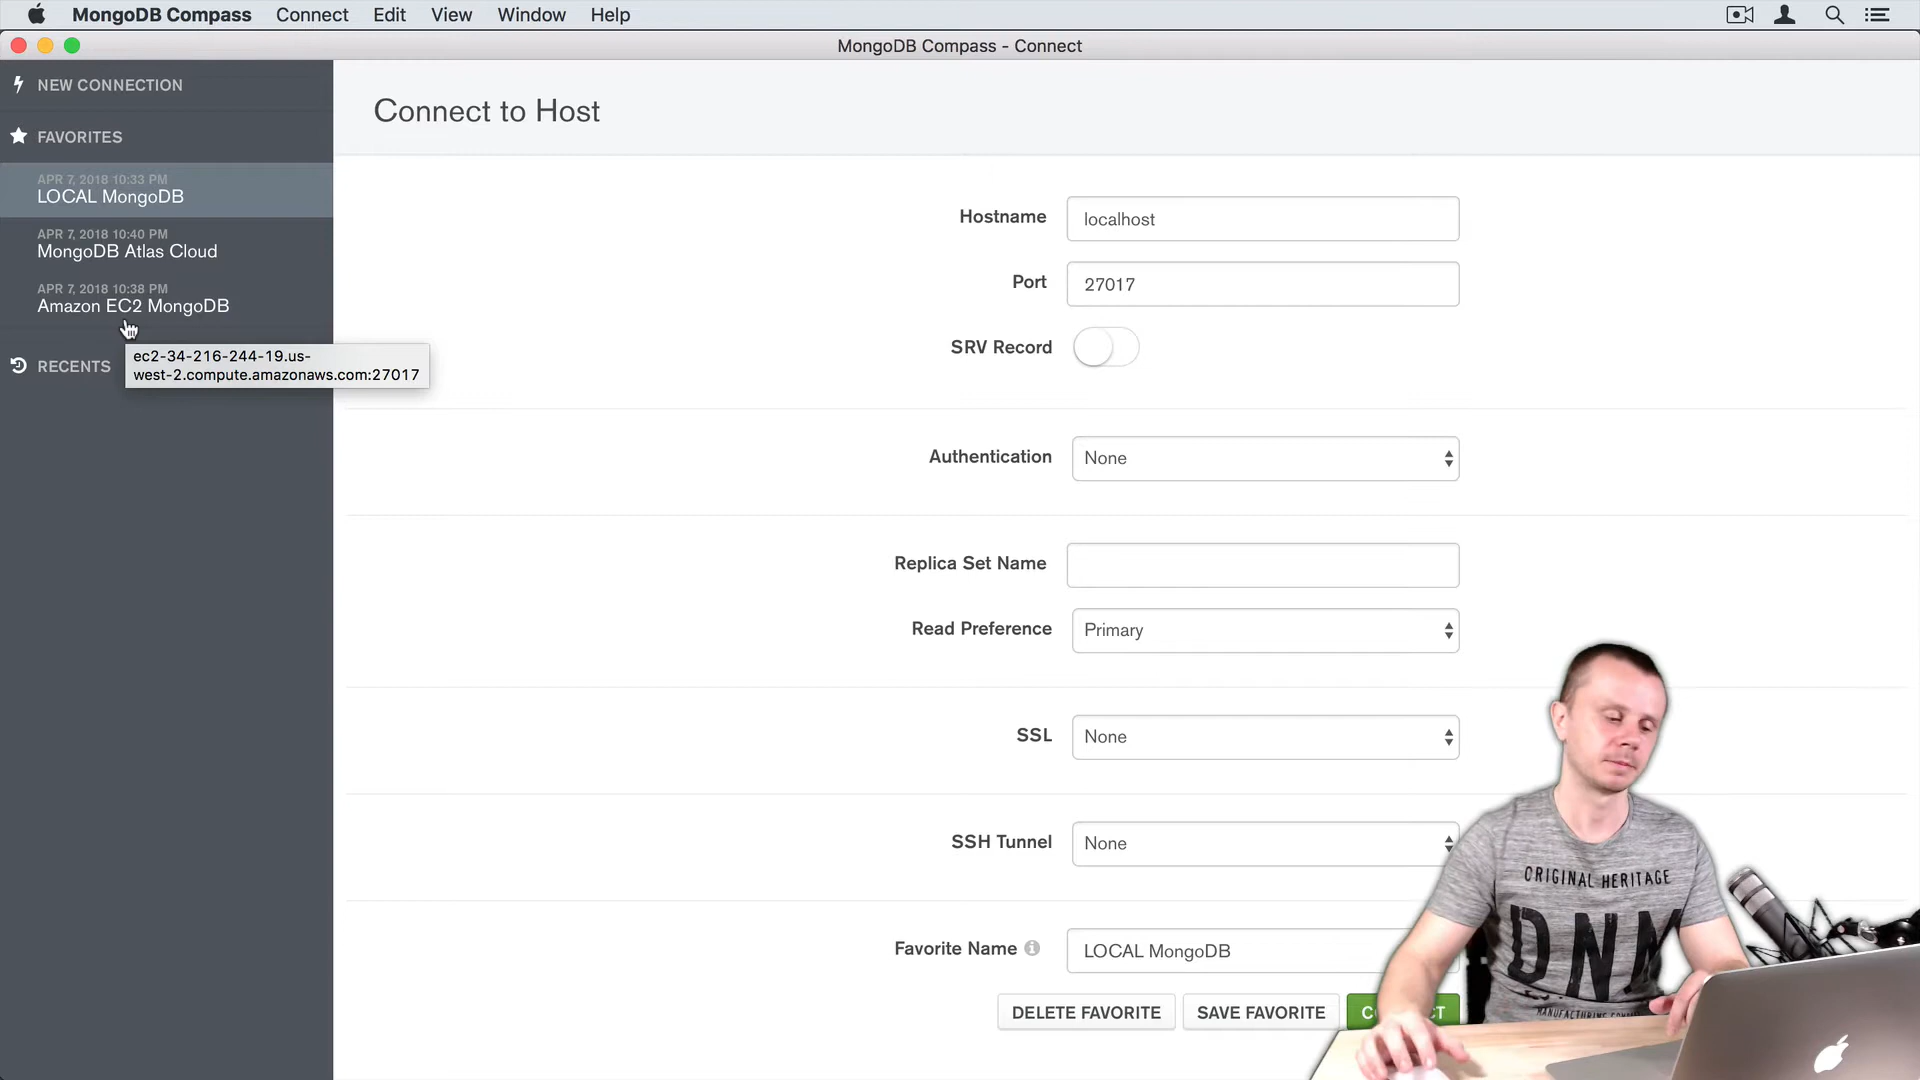 MongoDB Compass Connect Edit View Window Help
MongoDB Compass - Connect
NEW CONNECTION
FAVORITES
APR 7, 2018 10:33 PM
LOCAL MongoDB
APR 7, 2018 10:40 PM
MongoDB Atlas Cloud
APR 7, 2018 10:38 PM
Amazon EC2 MongoDB
RECENTS
ec2-34-216-244-19.us-
west-2.compute.amazonaws.com:27017
Connect to Host
Hostname localhost
Port 27017
SRV Record
Authentication None
Replica Set Name
Read Preference Primary
SSL None
SSH Tunnel None
Favorite Name LOCAL MongoDB
DELETE FAVORITE SAVE FAVORITE
ORIGINAL HERITAGE
DNM